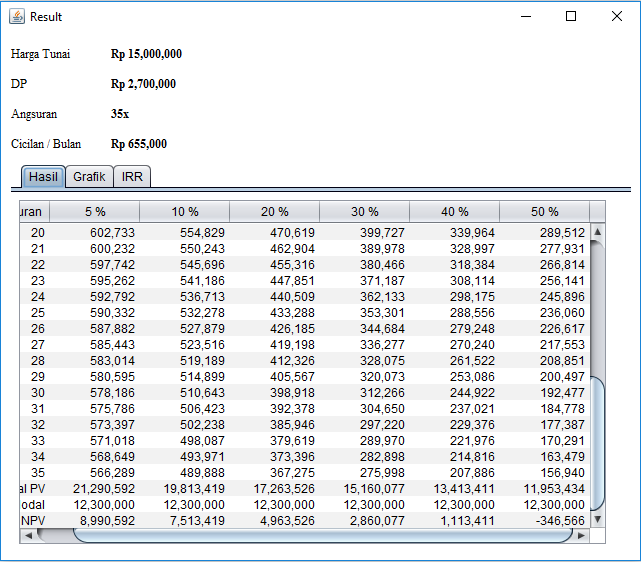 Result
Harga Tunai Rp 15,000,000
DP Rp 2,700,000
Angsuran 35x
Cicilan / Bulan Rp 655,000
Hasil Grafik IRR
uran 5 % 10 % 20 % 30 % 40 % 50 %
20 602,733 554,829 470,619 399,727 339,964 289,512
21 600,232 550,243 462,904 389,978 328,997 277,931
22 597,742 545,696 455,316 380,466 318,384 266,814
23 595,262 541,186 447,851 371,187 308,114 256,141
24 592,792 536,713 440,509 362,133 298,175 245,896
25 590,332 532,278 433,288 353,301 288,556 236,060
26 587,882 527,879 426,185 344,684 279,248 226,617
27 585,443 523,516 419,198 336,277 270,240 217,553
28 583,014 519,189 412,326 328,075 261,522 208,851
29 580,595 514,899 405,567 320,073 253,086 200,497
30 578,186 510,643 398,918 312,266 244,922 192,477
31 575,786 506,423 392,378 304,650 237,021 184,778
32 573,397 502,238 385,946 297,220 229,376 177,387
33 571,018 498,087 379,619 289,970 221,976 170,291
34 568,649 493,971 373,396 282,898 214,816 163,479
35 566,289 489,888 367,275 275,998 207,886 156,940
al PV 21,290,592 19,813,419 17,263,526 15,160,077 13,413,411 11,953,434
odal 12,300,000 12,300,000 12,300,000 12,300,000 12,300,000 12,300,000
NPV 8,990,592 7,513,419 4,963,526 2,860,077 1,113,411 -346,566